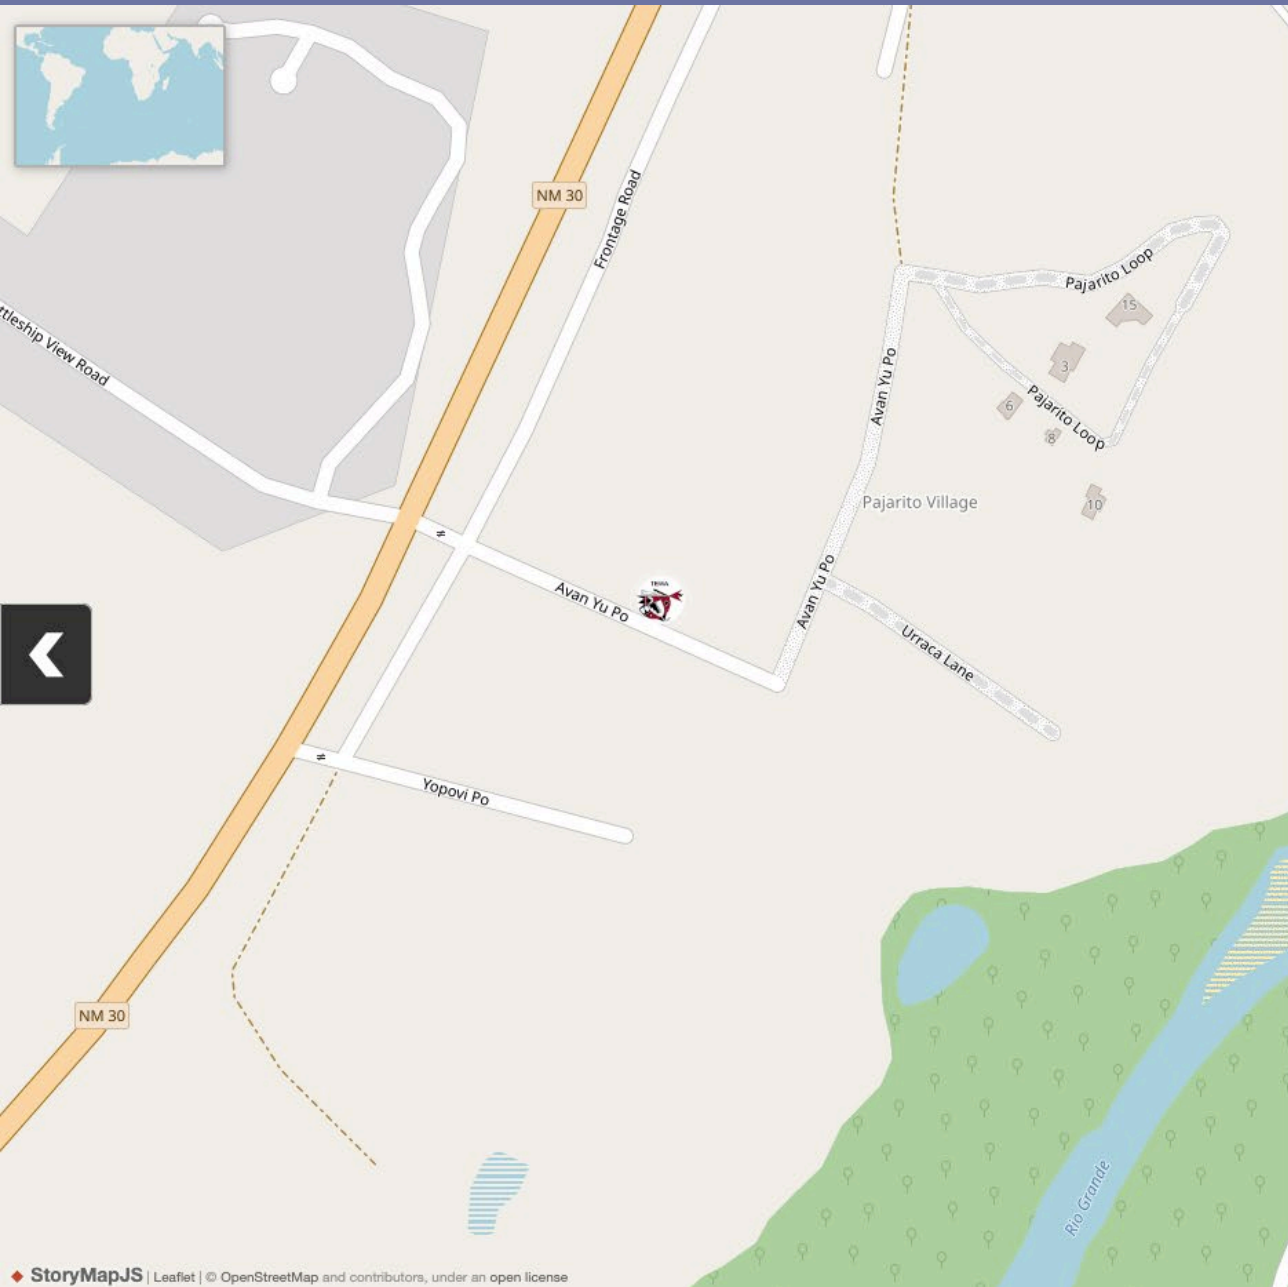 NM 30
Frontage Road
Pajarito Loop
15
ttleship View Road
Avan Yu Po
3
Pajarito Loop
6
8
Pajarito Village
10
TEWA
Avan Yu Po
Avan Yu Po
Urraca Lane
Yopovi Po
NM 30
Rio Grande
StoryMapJS | Leaflet | © OpenStreetMap and contributors, under an open license